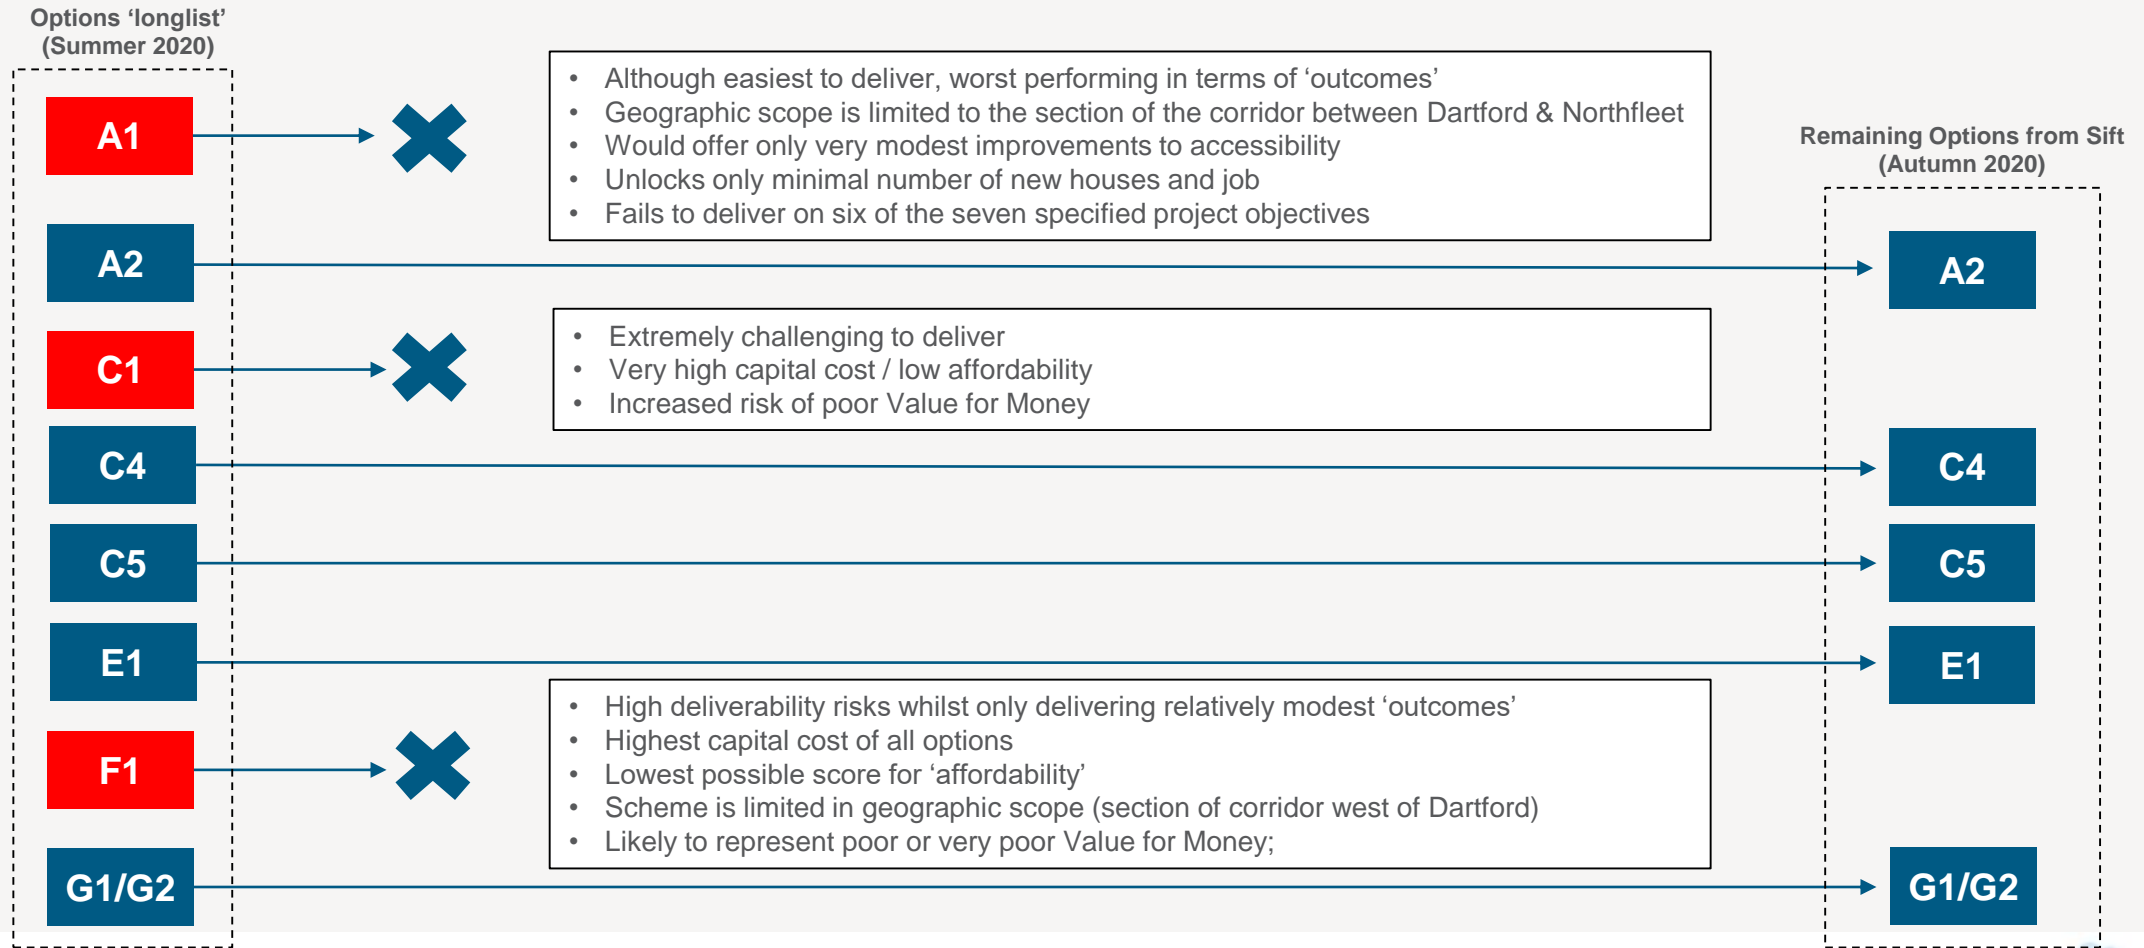 Options ‘longlist’
(Summer 2020)
A1
• Although easiest to deliver, worst performing in terms of ‘outcomes’
• Geographic scope is limited to the section of the corridor between Dartford & Northfleet
• Would offer only very modest improvements to accessibility
• Unlocks only minimal number of new houses and job
• Fails to deliver on six of the seven specified project objectives
Remaining Options from Sift
(Autumn 2020)
A2
A2
C1
• Extremely challenging to deliver
• Very high capital cost / low affordability
• Increased risk of poor Value for Money
C4
C4
C5
C5
E1
E1
F1
• High deliverability risks whilst only delivering relatively modest ‘outcomes’
• Highest capital cost of all options
• Lowest possible score for ‘affordability’
• Scheme is limited in geographic scope (section of corridor west of Dartford)
• Likely to represent poor or very poor Value for Money;
G1/G2
G1/G2